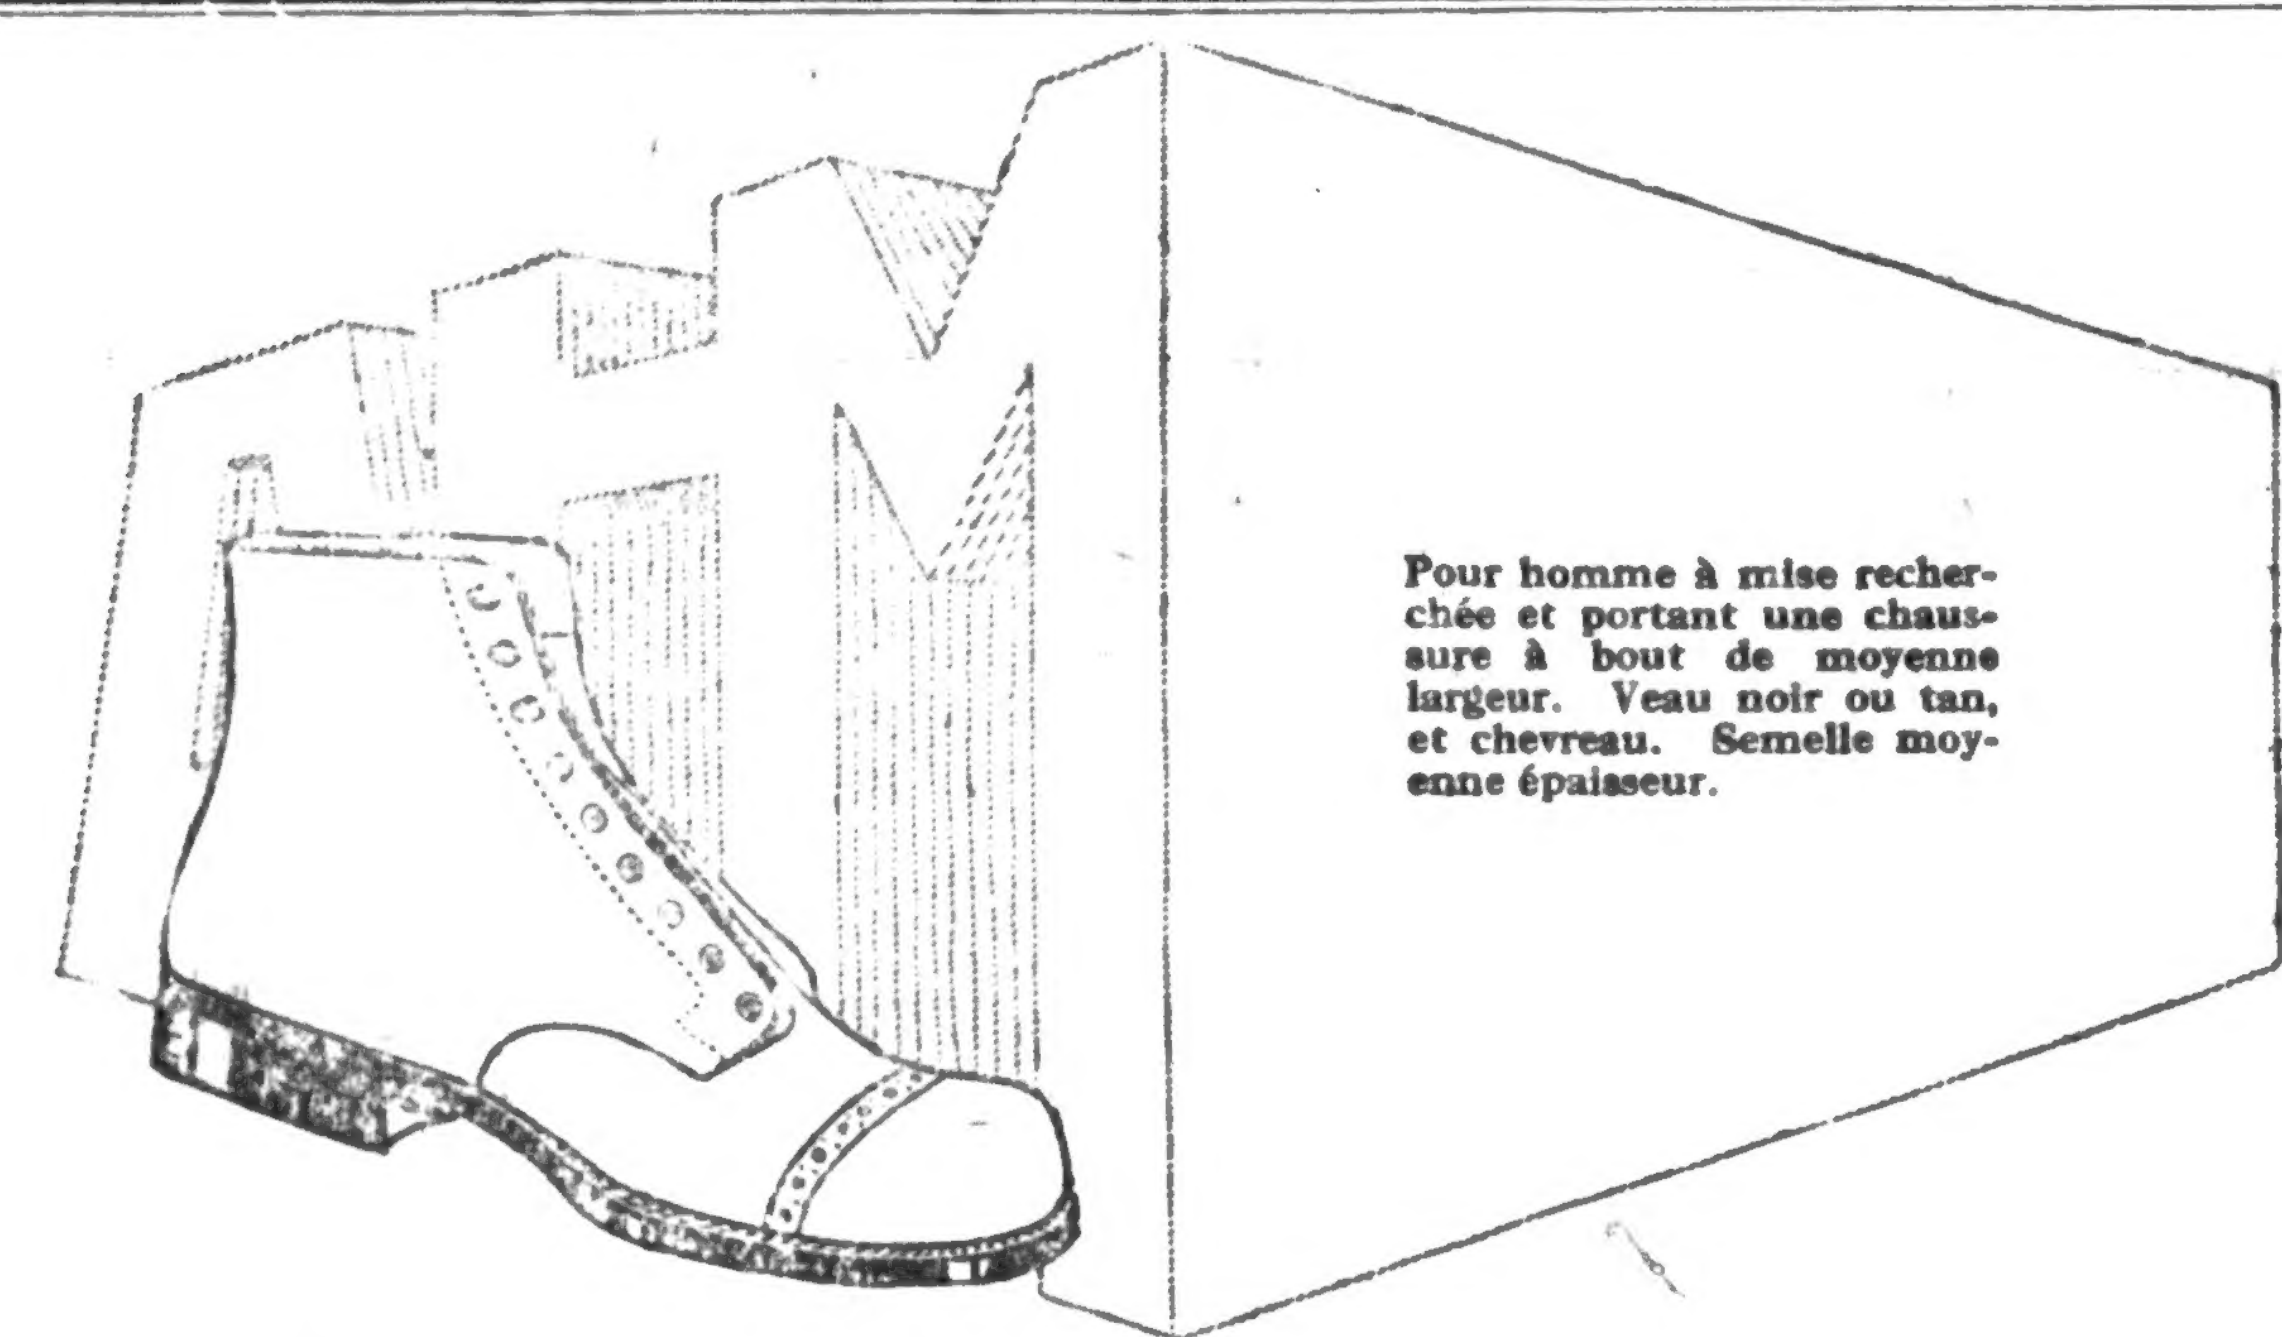 Pour homme à mise recher-
chée et portant une chaus-
sure à bout de moyenne
largeur. Veau noir ou tan,
et chevreau. Semelle moy-
enne épaisseur.